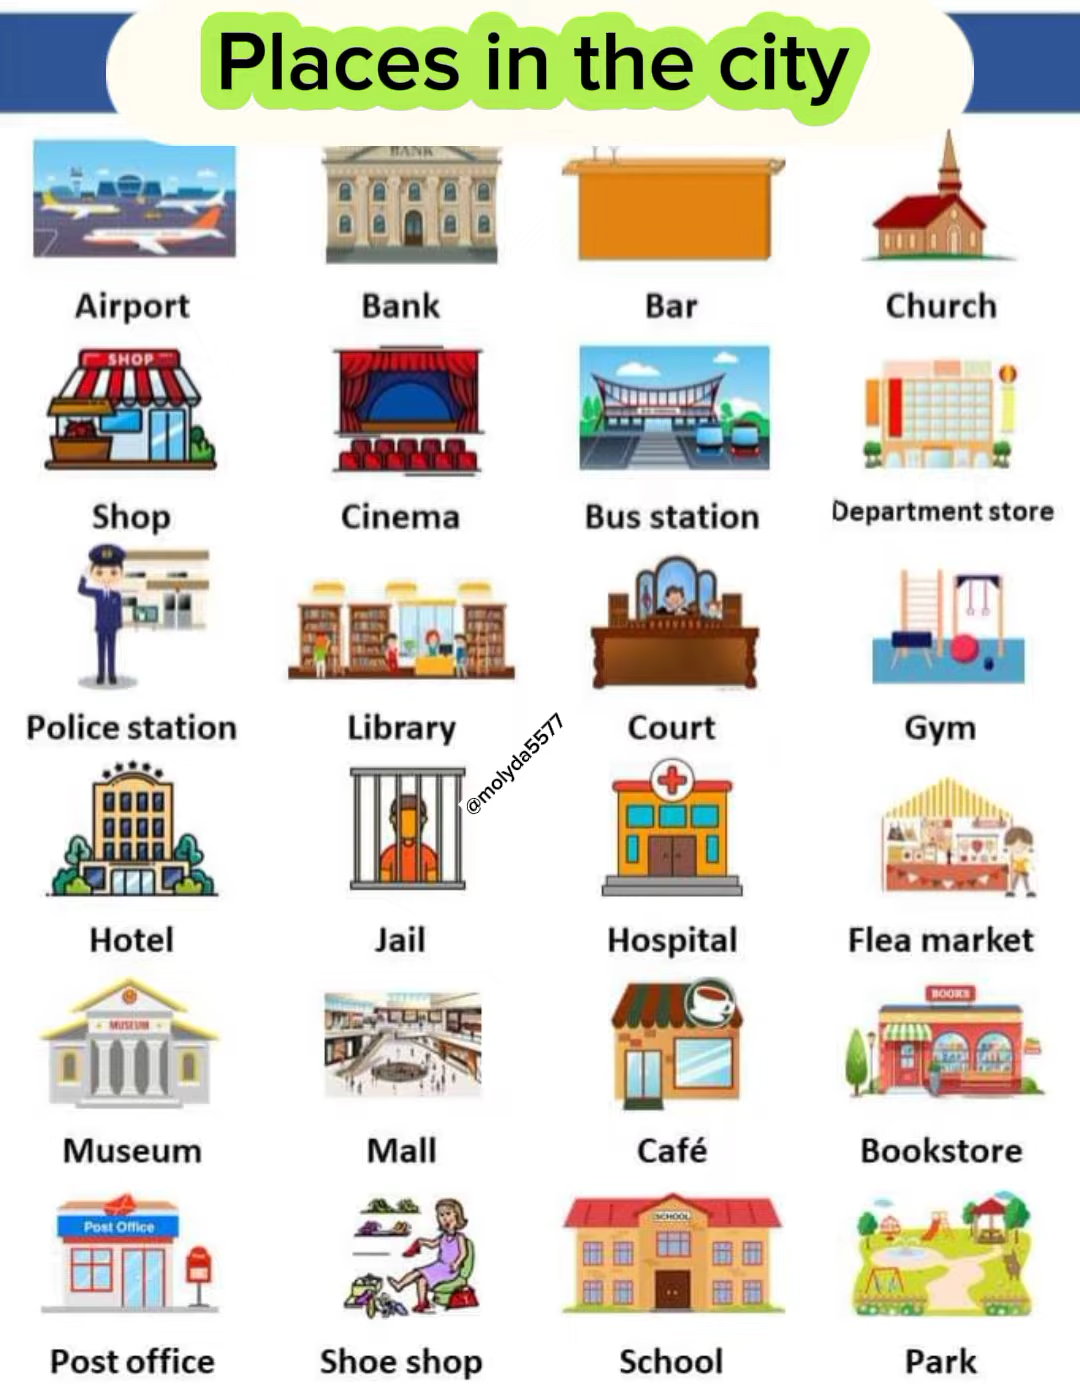 Places in the city
BANK
Airport
Bank
Bar
Church
SHOP
Shop
Cinema
Bus station
Department store
Police station
Library
Court
Gym
@molyda5577
Hotel
Jail
Hospital
Flea market
MUSEUM
BOOKS
Museum
Mall
Café
Bookstore
Post Office
SCHOOL
Post office
Shoe shop
School
Park